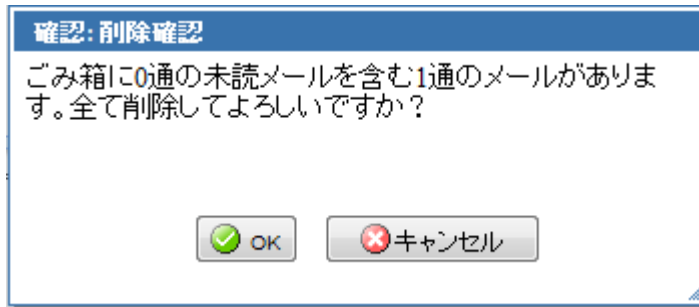 確認:削除確認
ごみ箱に0通の未読メールを含む1通のメールがありま
す。全て削除してよろしいですか？
OK
キャンセル